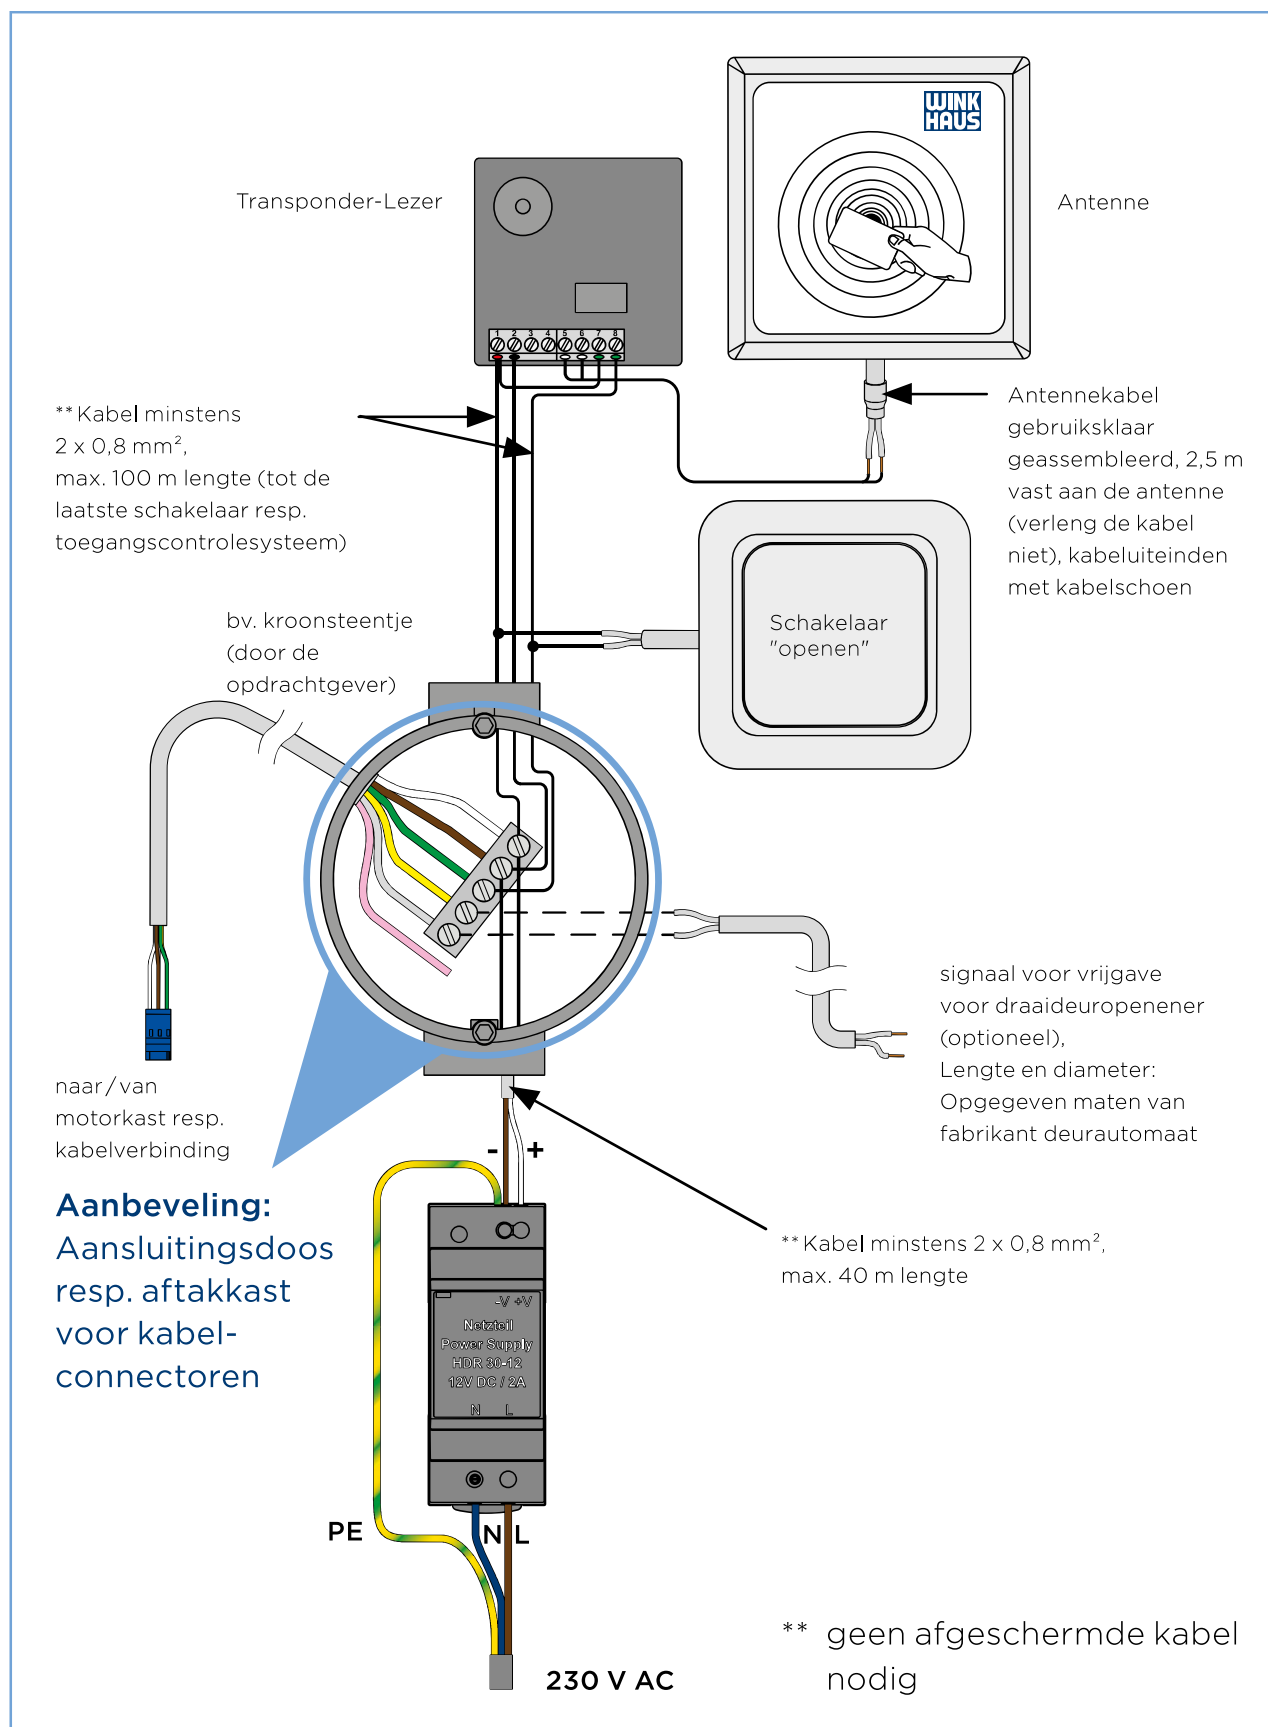 WINK
HAUS
Transponder-Lezer
Antenne
1 2 3 4 5 6 7 8
**Kabel minstens
2 x 0,8 mm²,
max. 100 m lengte (tot de
laatste schakelaar resp.
toegangscontrolesysteem)
Antennekabel
gebruiksklaar
geassembleerd, 2,5 m
vast aan de antenne
(verleng de kabel
niet), kabeluiteinden
met kabelschoen
bv. kroonsteentje
(door de
opdrachtgever)
Schakelaar
"openen"
signaal voor vrijgave
voor draaideuropenener
(optioneel),
Lengte en diameter:
Opgegeven maten van
fabrikant deurautomaat
naar/van
motorkast resp.
kabelverbinding
- +
Aanbeveling:
Aansluitingsdoos
resp. aftakkast
voor kabel-
connectoren
**Kabel minstens 2 x 0,8 mm²,
max. 40 m lengte
-V +V
Netzteil
Power Supply
HDR 30-12
12V DC / 2A
N L
PE
N L
230 V AC
** geen afgeschermde kabel
nodig